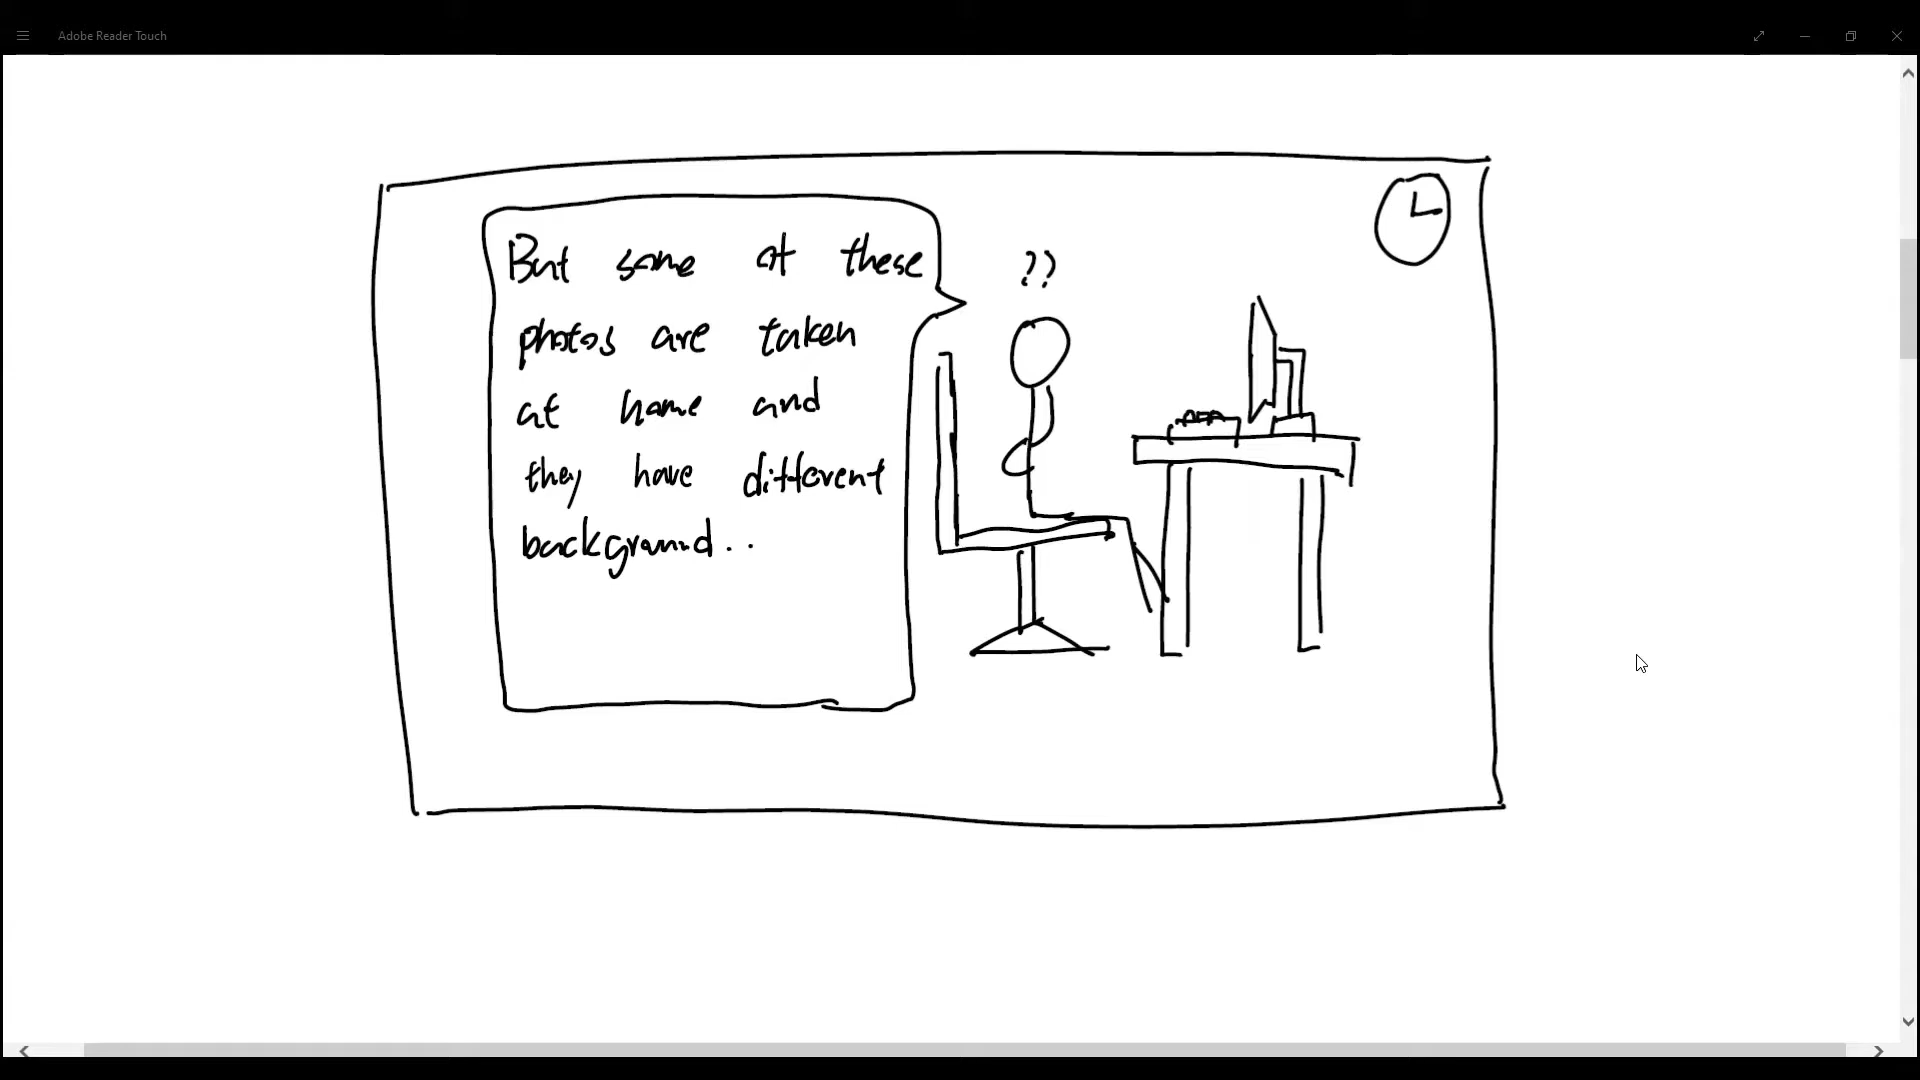 Adobe Reader Touch
But some of these
photos are taken
at home and
they have different
background..
??